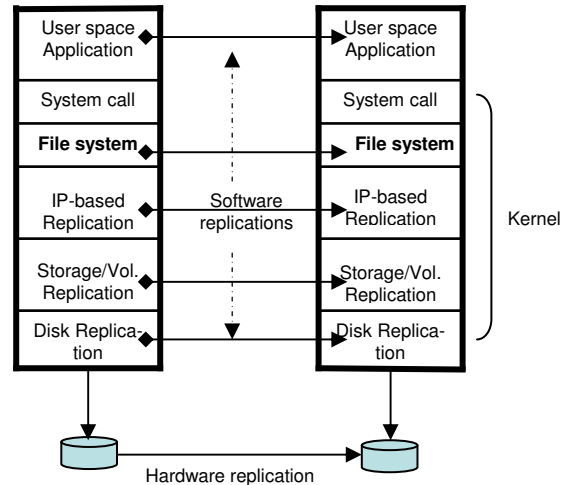 User space
Application
System call
File system
IP-based
Replication
Storage/Vol.
Replication
Disk Replica-
tion
Software
replications
User space
Application
System call
File system
IP-based
Replication
Storage/Vol.
Replication
Disk Replica-
tion
Kernel
Hardware replication